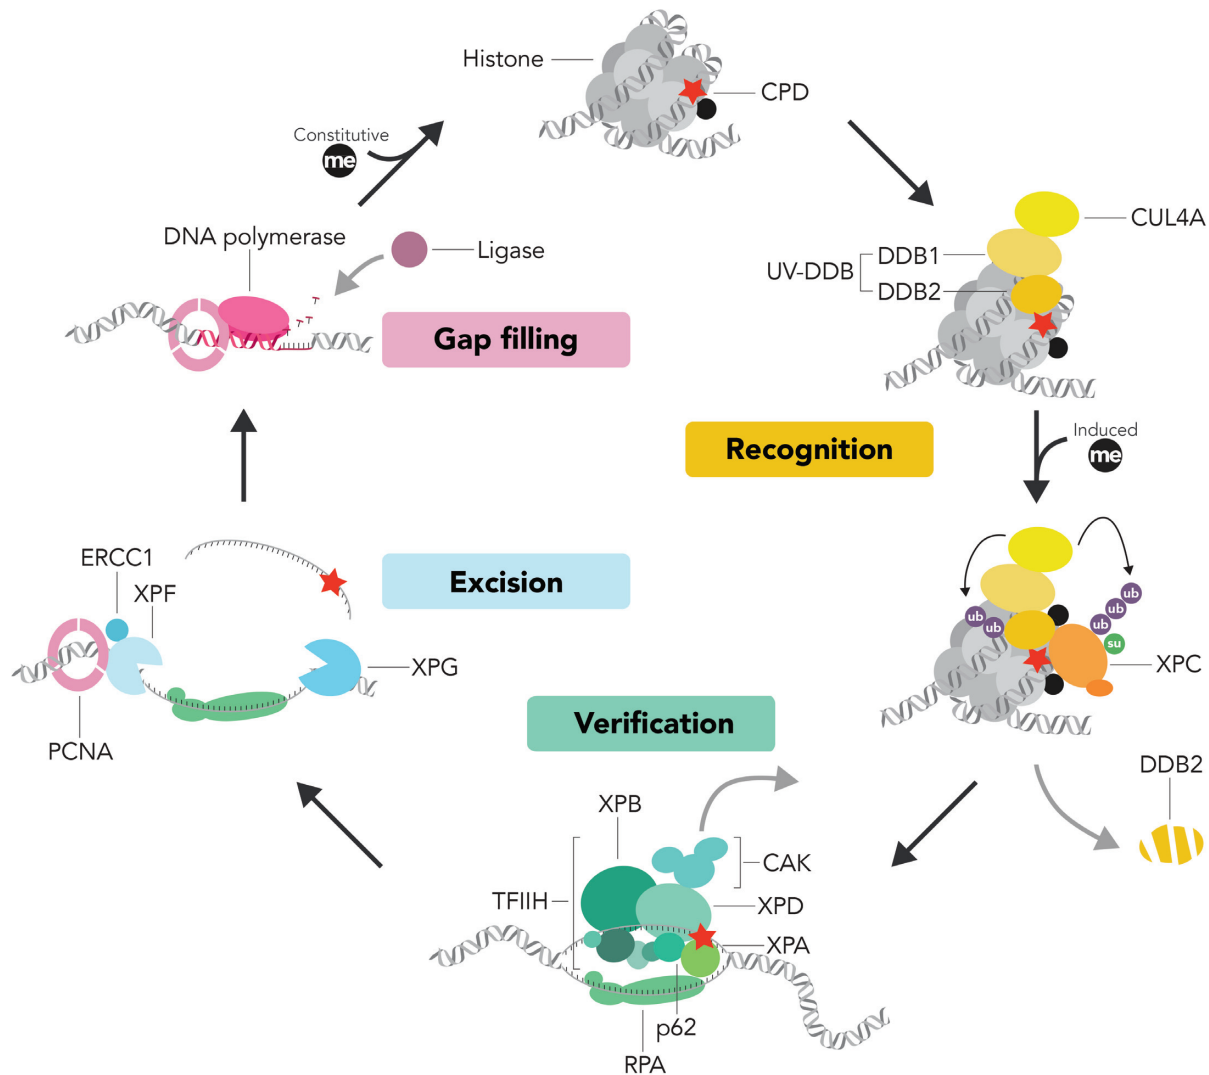 Histone
CPD
Constitutive
me
CUL4A
DNA polymerase
Ligase
UV-DDB
DDB1
DDB2
Gap filling
Recognition
Induced
me
ERCC1
XPF
Excision
ub
ub
ub
ub
ub
su
XPC
XPG
PCNA
Verification
DDB2
XPB
CAK
TFIIH
XPD
XPA
p62
RPA